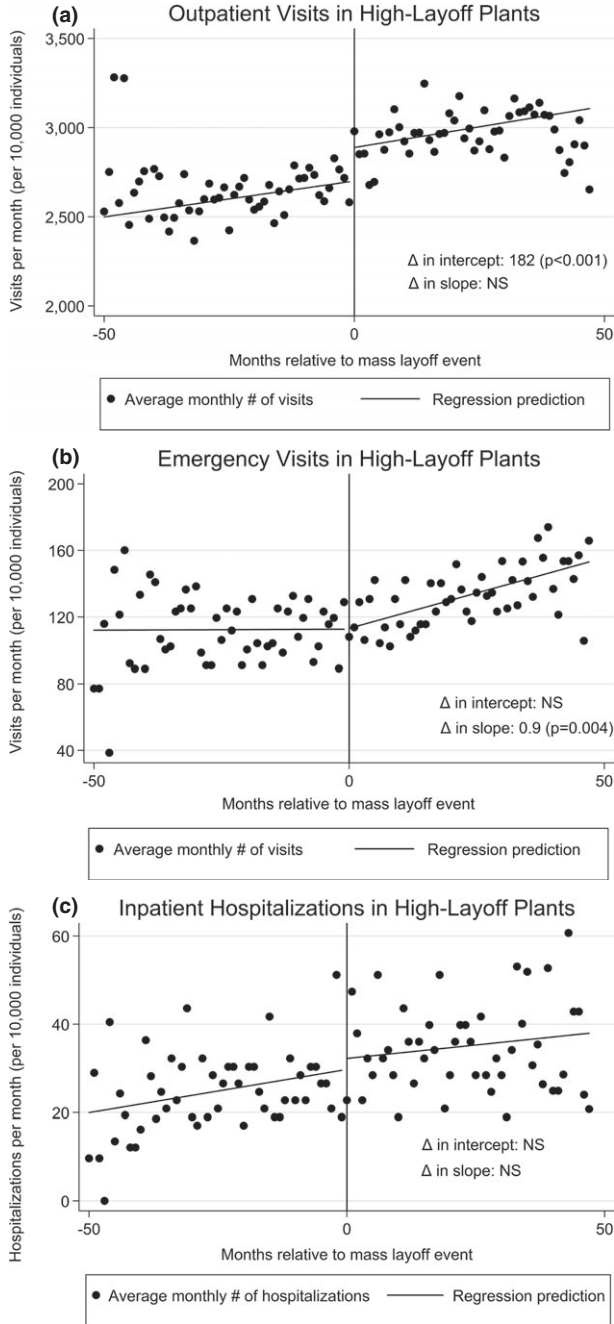 (a) Outpatient Visits in High-Layoff Plants
Visits per month (per 10,000 individuals)
3,500
3,000
2,500
2,000
Δ in intercept: 182 (p<0.001)
Δ in slope: NS
-50 0 50
Months relative to mass layoff event
Average monthly # of visits Regression prediction
(b) Emergency Visits in High-Layoff Plants
Visits per month (per 10,000 individuals)
200
160
120
80
40
Δ in intercept: NS
Δ in slope: 0.9 (p=0.004)
-50 0 50
Months relative to mass layoff event
Average monthly # of visits Regression prediction
(c) Inpatient Hospitalizations in High-Layoff Plants
Hospitalizations per month (per 10,000 individuals)
60
40
20
0
Δ in intercept: NS
Δ in slope: NS
-50 0 50
Months relative to mass layoff event
Average monthly # of hospitalizations Regression prediction